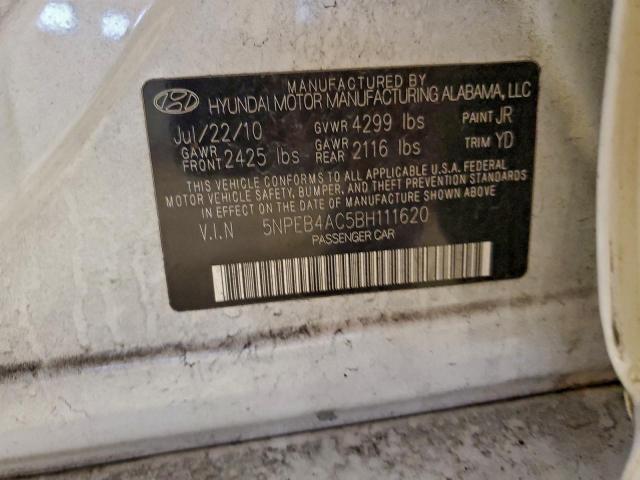 MANUFACTURED BY
HYUNDAI MOTOR MANUFACTURING ALABAMA, LLC
Jul/22/10 GVWR 4299 lbs PAINT JR
GAWR FRONT 2425 lbs GAWR REAR 2116 lbs TRIM YD
THIS VEHICLE CONFORMS TO ALL APPLICABLE U.S.A. FEDERAL
MOTOR VEHICLE SAFETY, BUMPER, AND THEFT PREVENTION STANDARDS
IN EFFECT ON THE DATE OF MANUFACTURE SHOWN ABOVE.
V.I.N 5NPEB4AC5BH111620
PASSENGER CAR